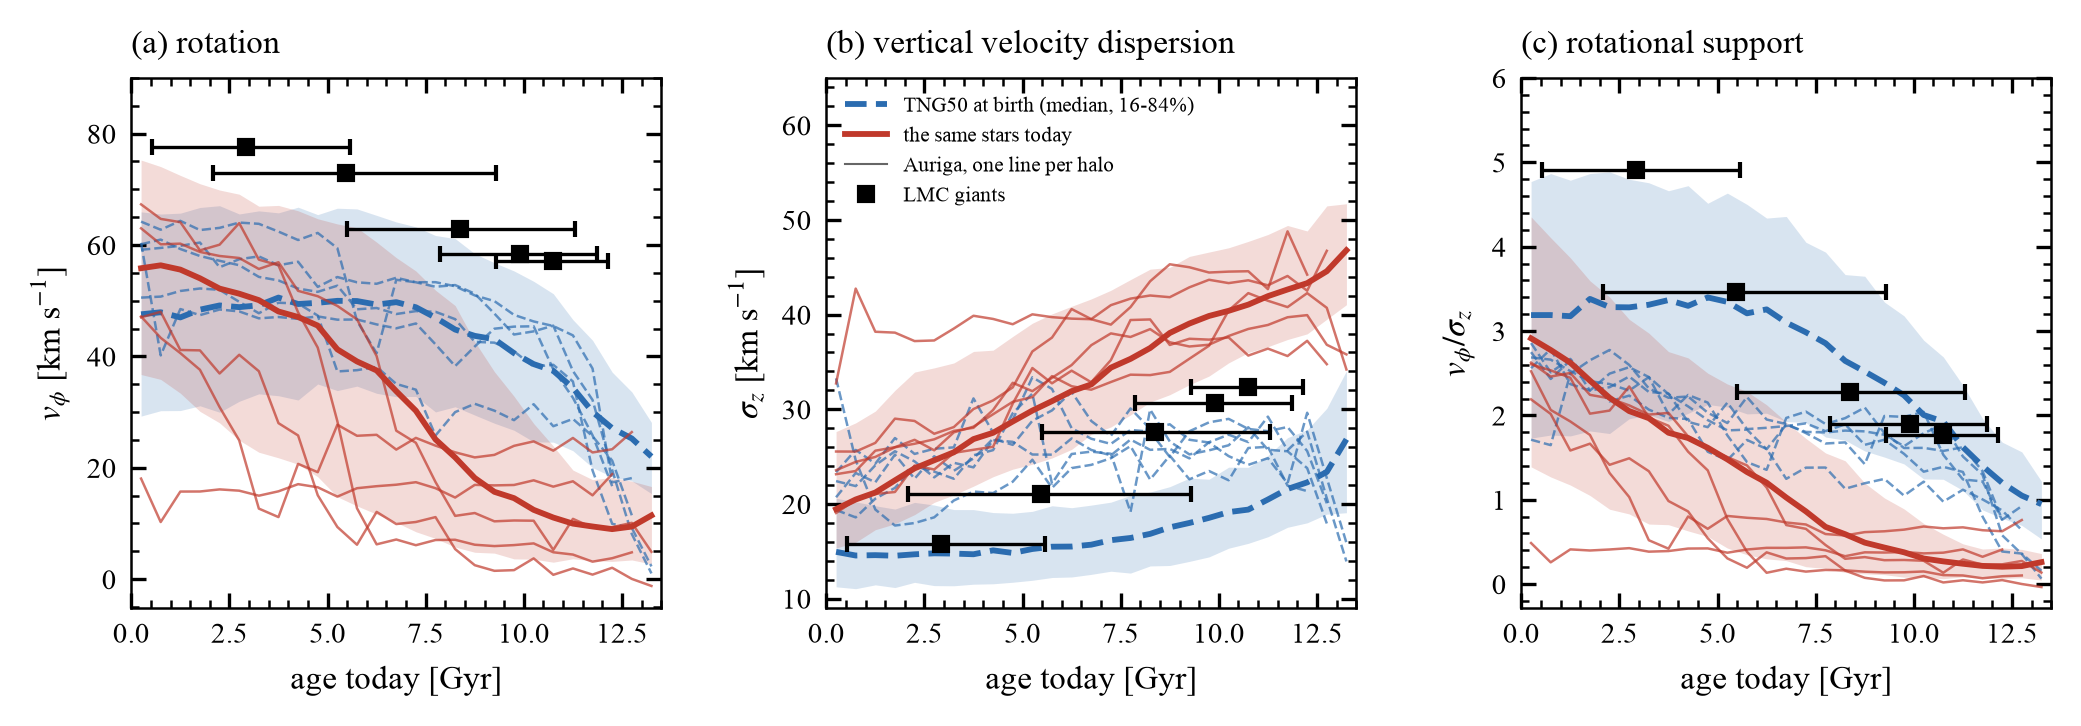 (a) rotation
80
60
40
20
0
v_ϕ [km s⁻¹]
0.0 2.5 5.0 7.5 10.0 12.5
age today [Gyr]
(b) vertical velocity dispersion
TNG50 at birth (median, 16-84%)
the same stars today
Auriga, one line per halo
LMC giants
60
50
40
30
20
10
σ_z [km s⁻¹]
0.0 2.5 5.0 7.5 10.0 12.5
age today [Gyr]
(c) rotational support
6
5
4
3
2
1
0
v_ϕ/σ_z
0.0 2.5 5.0 7.5 10.0 12.5
age today [Gyr]